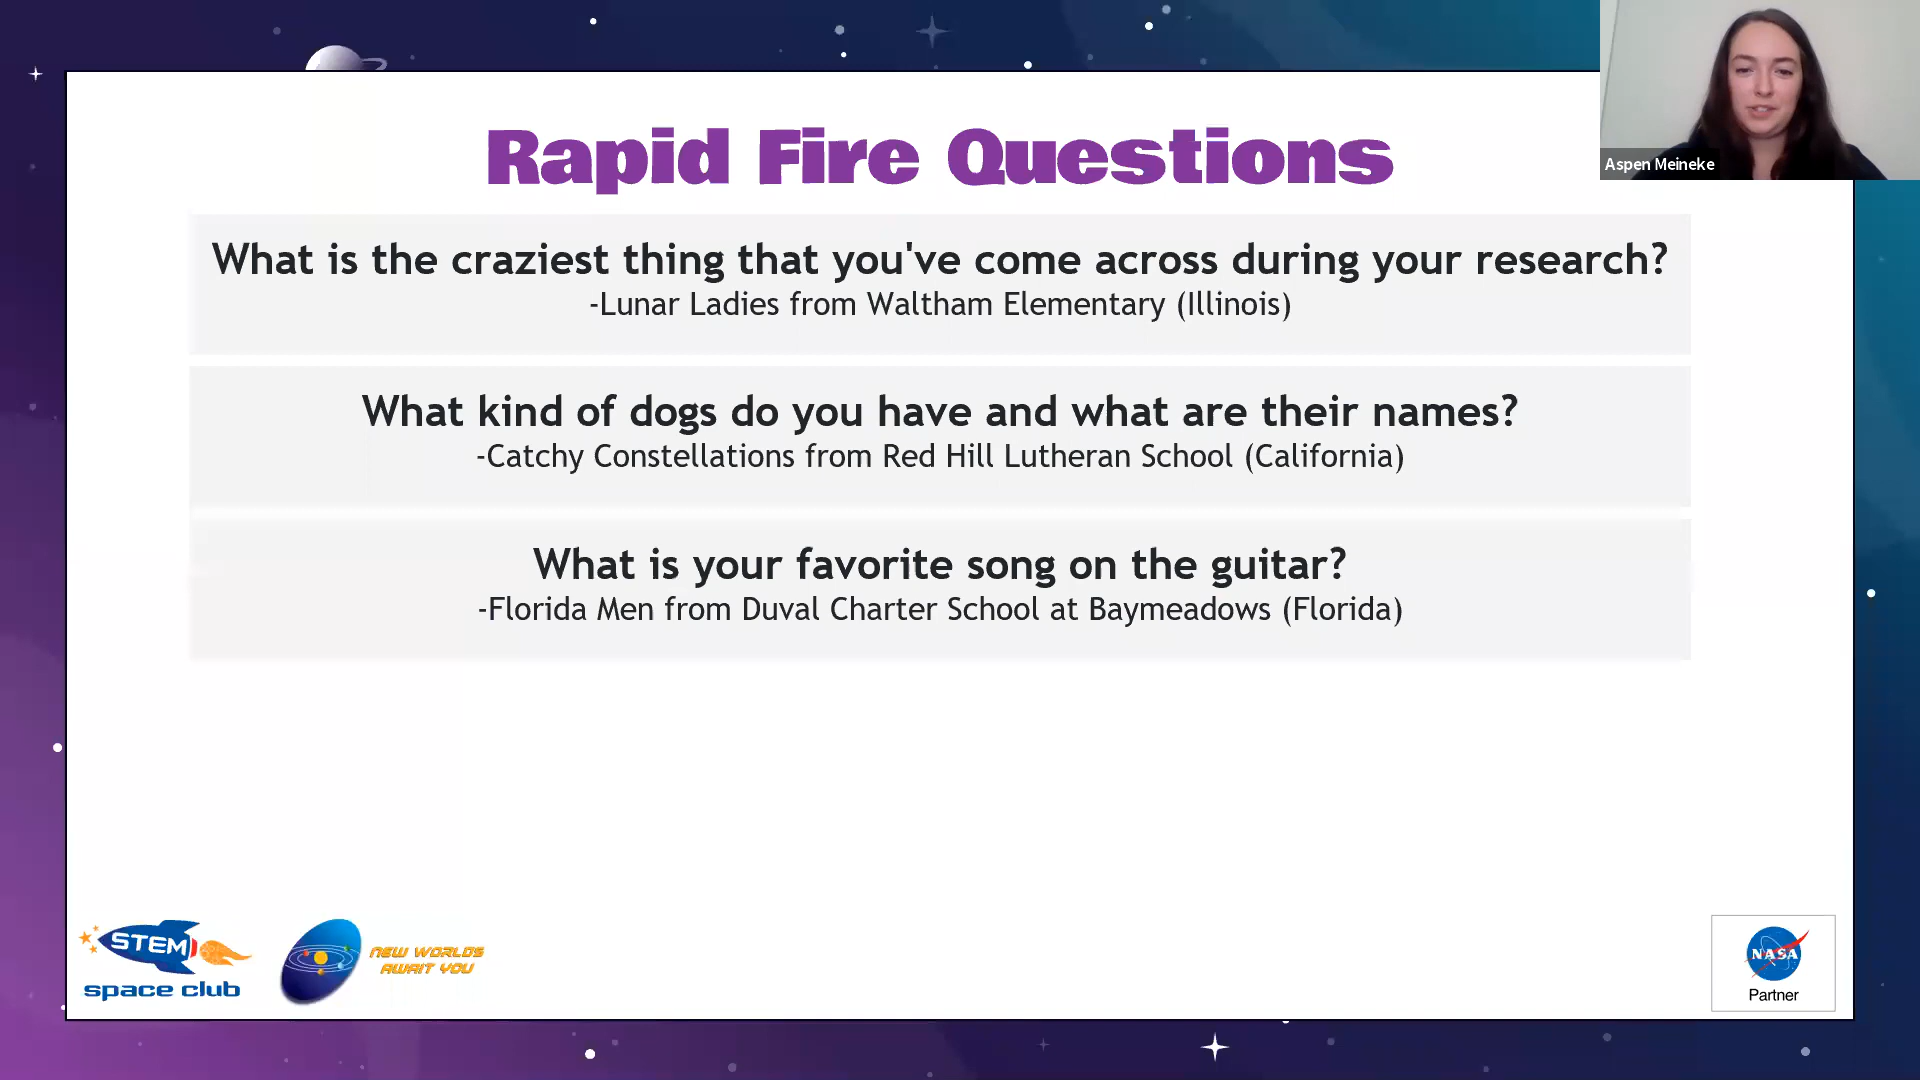 Rapid Fire Questions
Aspen Meineke
What is the craziest thing that you've come across during your research?
-Lunar Ladies from Waltham Elementary (Illinois)
What kind of dogs do you have and what are their names?
-Catchy Constellations from Red Hill Lutheran School (California)
What is your favorite song on the guitar?
-Florida Men from Duval Charter School at Baymeadows (Florida)
STEM
space club
NEW WORLDS
AWAIT YOU
NASA
Partner